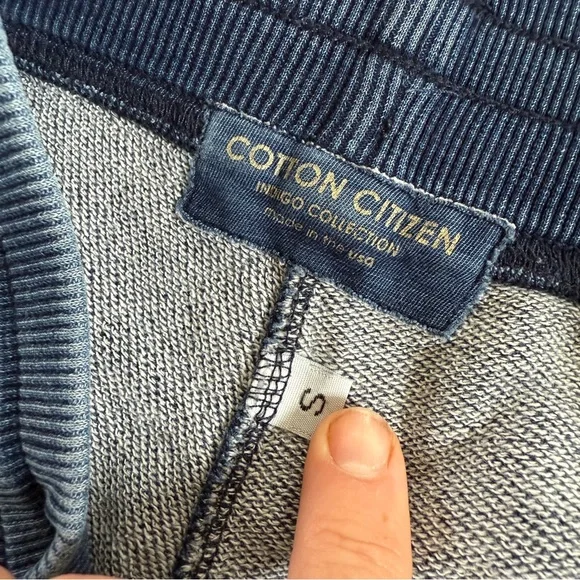 COTTON CITIZEN
INDIGO COLLECTION
made in the usa
S